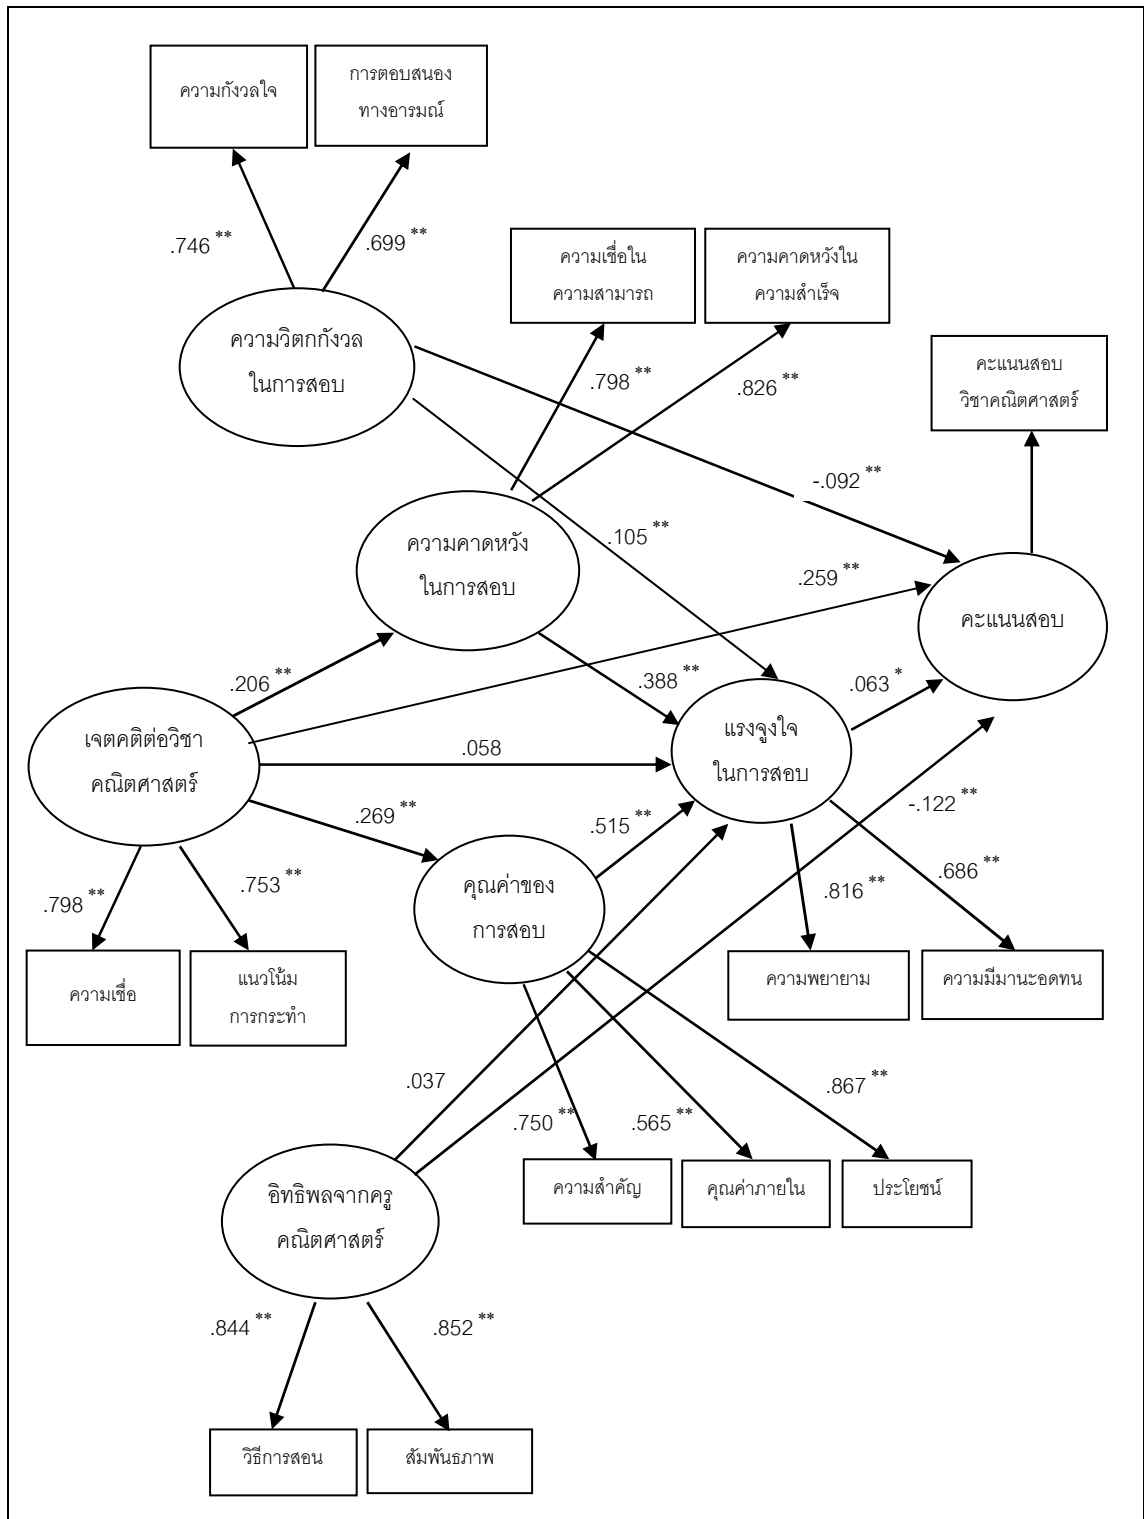 ความกังวลใจ
การตอบสนอง
ทางอารมณ์
.746 **
.699 **
ความเชื่อใน
ความสามารถ
ความคาดหวังใน
ความสำเร็จ
ความวิตกกังวล
ในการสอบ
.798 **
.826 **
คะแนนสอบ
วิชาคณิตศาสตร์
-.092 **
ความคาดหวัง
ในการสอบ
.105 **
.259 **
คะแนนสอบ
.206 **
.388 **
.063 *
เจตคติต่อวิชา
คณิตศาสตร์
.058
แรงจูงใจ
ในการสอบ
.269 **
.515 **
-.122 **
.798 **
.753 **
คุณค่าของ
การสอบ
.816 **
.686 **
ความเชื่อ
แนวโน้ม
การกระทำ
ความพยายาม
ความมีมานะอดทน
.037
.750 **
.565 **
.867 **
อิทธิพลจากครู
คณิตศาสตร์
ความสำคัญ
คุณค่าภายใน
ประโยชน์
.844 **
.852 **
วิธีการสอน
สัมพันธภาพ